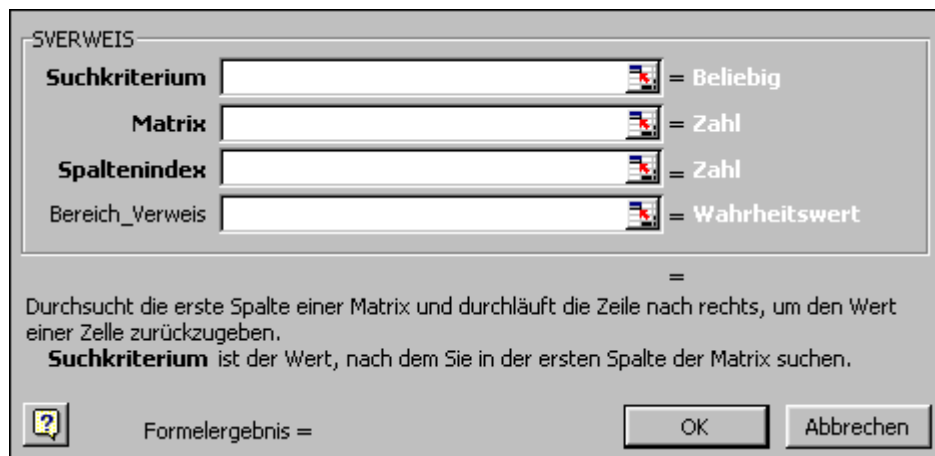 SVERWEIS
Suchkriterium = Beliebig
Matrix = Zahl
Spaltenindex = Zahl
Bereich_Verweis = Wahrheitswert
=
Durchsucht die erste Spalte einer Matrix und durchläuft die Zeile nach rechts, um den Wert
einer Zelle zurückzugeben.
Suchkriterium ist der Wert, nach dem Sie in der ersten Spalte der Matrix suchen.
? Formelergebnis = OK Abbrechen